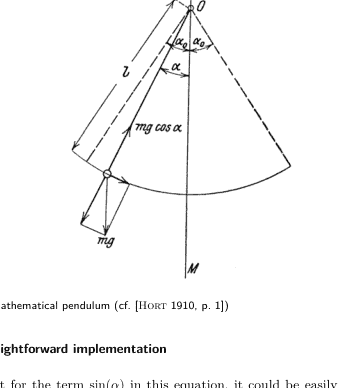 O
α₀ α₀
l
α
mg cos α
mg
M
athematical pendulum (cf. [HORT 1910, p. 1])
ightforward implementation
t for the term sin(α) in this equation, it could be easily